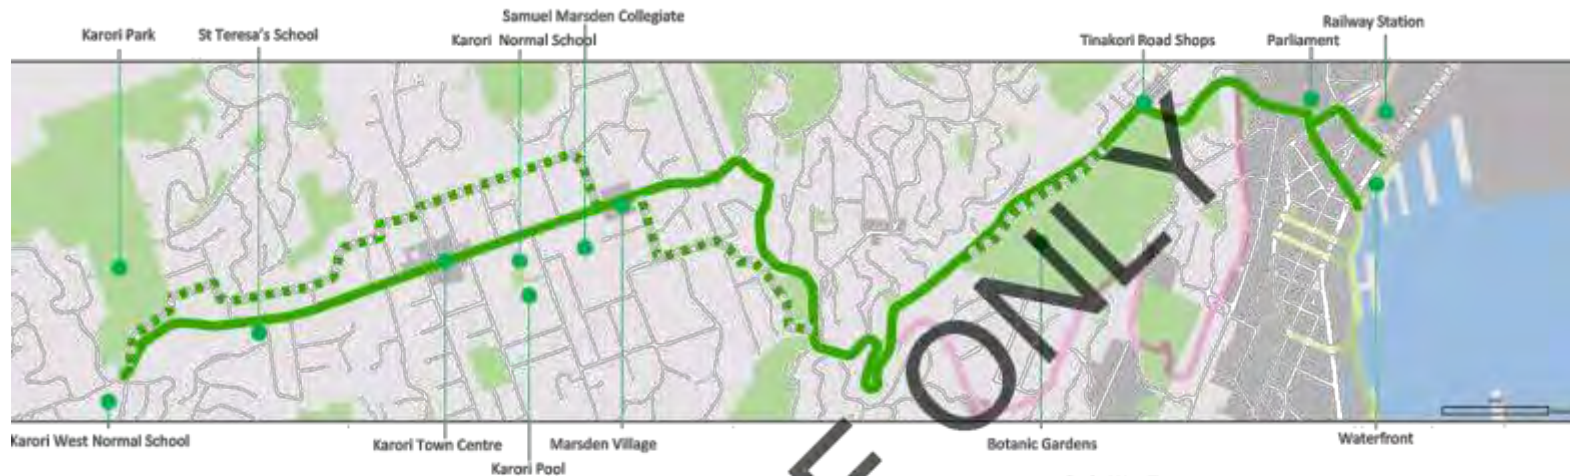 Samuel Marsden Collegiate
Railway Station
Karori Park
St Teresa's School
Karori Normal School
Tinakori Road Shops
Parliament
ONLY
E
Karori West Normal School
Karori Town Centre
Marsden Village
Botanic Gardens
Waterfront
Karori Pool